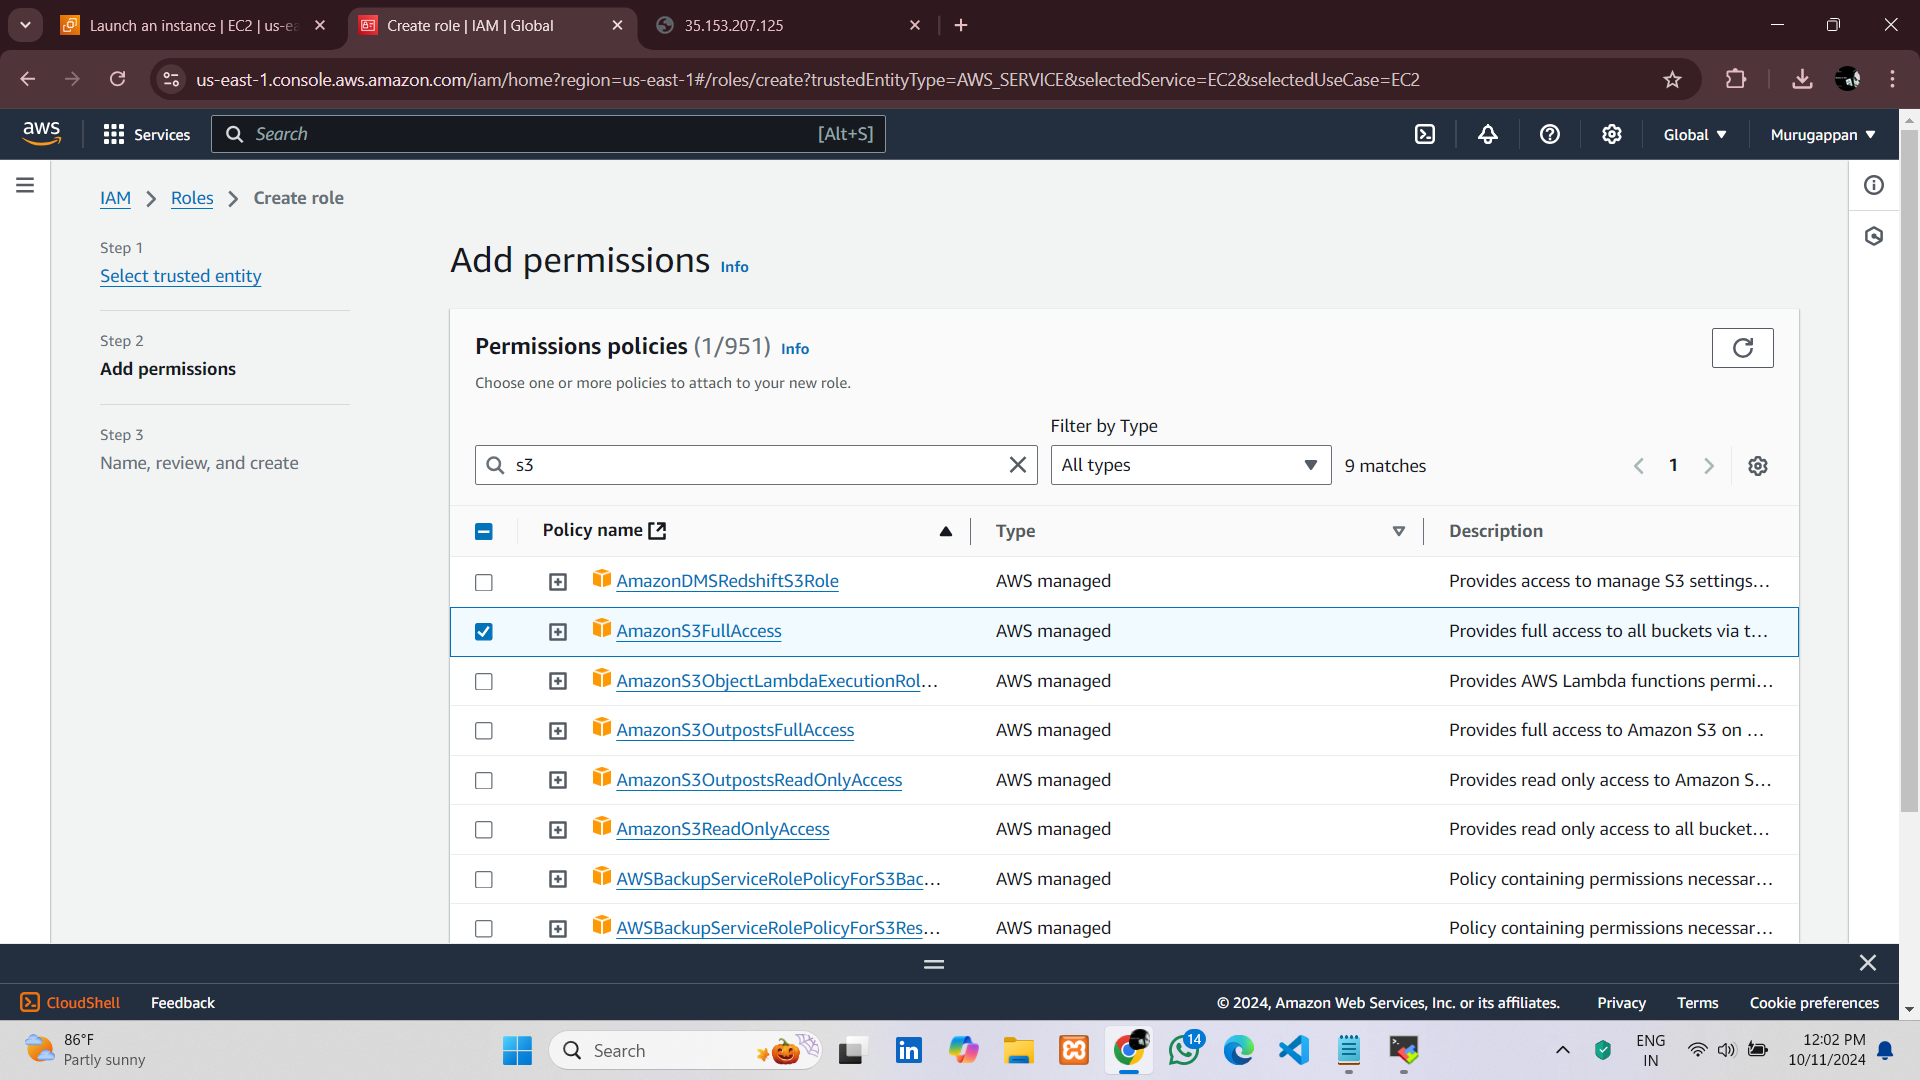 Launch an instance | EC2 | us-ea
Create role | IAM | Global
35.153.207.125
us-east-1.console.aws.amazon.com/iam/home?region=us-east-1#/roles/create?trustedEntityType=AWS_SERVICE&selectedService=EC2&selectedUseCase=EC2
aws
Services
Search
[Alt+S]
Global
Murugappan
IAM
Roles
Create role
Step 1
Select trusted entity
Step 2
Add permissions
Step 3
Name, review, and create
Add permissions Info
Permissions policies (1/951) Info
Choose one or more policies to attach to your new role.
Filter by Type
s3
All types
9 matches
1
Policy name Type Description
AmazonDMSRedshiftS3Role AWS managed Provides access to manage S3 settings...
AmazonS3FullAccess AWS managed Provides full access to all buckets via t...
AmazonS3ObjectLambdaExecutionRol... AWS managed Provides AWS Lambda functions permi...
AmazonS3OutpostsFullAccess AWS managed Provides full access to Amazon S3 on ...
AmazonS3OutpostsReadOnlyAccess AWS managed Provides read only access to Amazon S...
AmazonS3ReadOnlyAccess AWS managed Provides read only access to all bucket...
AWSBackupServiceRolePolicyForS3Bac... AWS managed Policy containing permissions necessar...
AWSBackupServiceRolePolicyForS3Res... AWS managed Policy containing permissions necessar...
CloudShell
Feedback
© 2024, Amazon Web Services, Inc. or its affiliates.
Privacy
Terms
Cookie preferences
86°F
Partly sunny
Search
14
ENG
IN
12:02 PM
10/11/2024